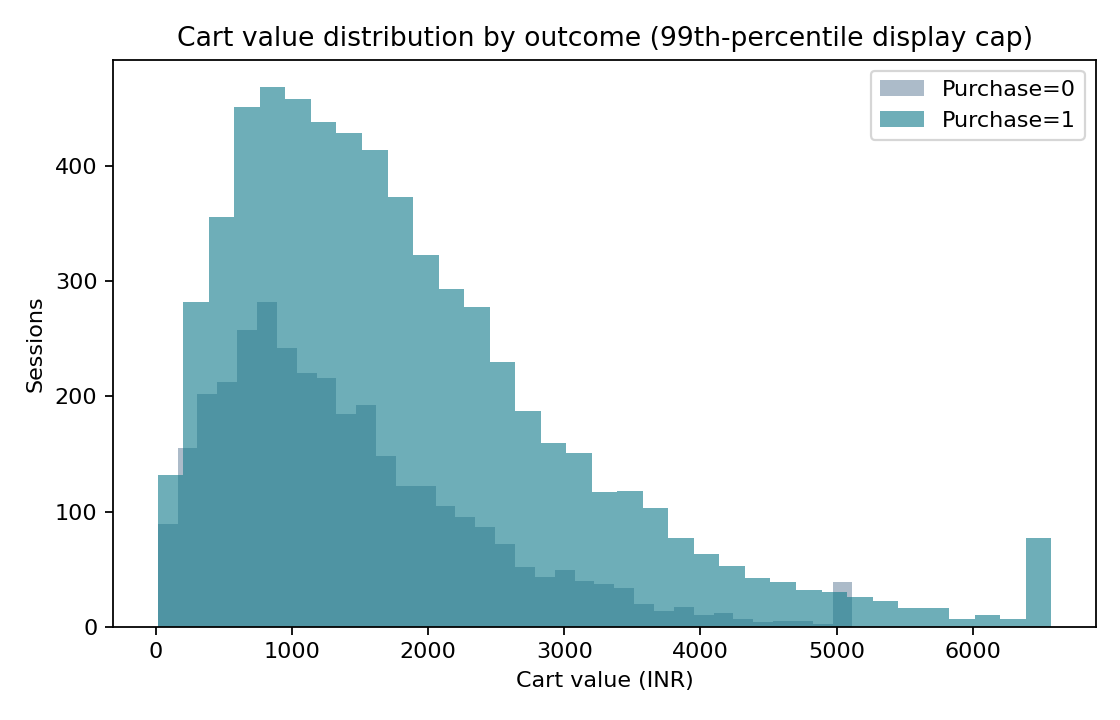 Cart value distribution by outcome (99th-percentile display cap)
Purchase=0
Purchase=1
400
300
200
100
0
Sessions
0 1000 2000 3000 4000 5000 6000
Cart value (INR)